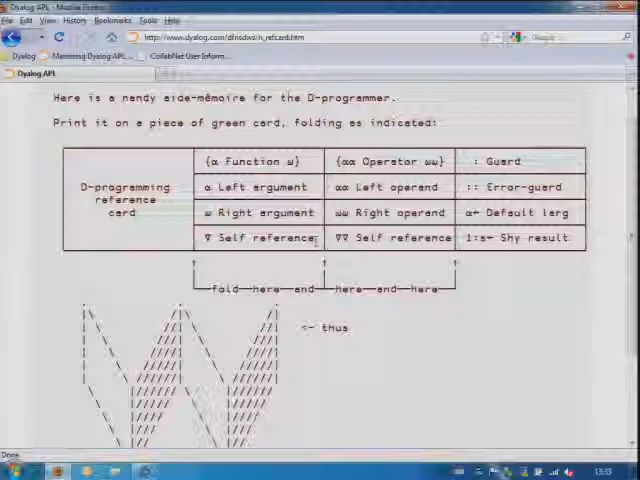 Dyalog APL - Mozilla Firefox
File Edit View History Bookmarks Tools Help
http://www.dyalog.com/dfnsdws/n_refcard.htm
Google
Dyalog Mastering Dyalog APL ... CollabNet User Inform...
Dyalog APL
Here is a handy aide-mémoire for the D-programmer.
Print it on a piece of green card, folding as indicated:
{⍺ Function ⍵} {⍺⍺ Operator ⍵⍵} : Guard
D-programming ⍺ Left argument ⍺⍺ Left operand :: Error-guard
reference
card ⍵ Right argument ⍵⍵ Right operand ⍺← Default larg
∇ Self reference ∇∇ Self reference 1:s← Shy result
fold here and here-and-here
<- thus
Done
13:33